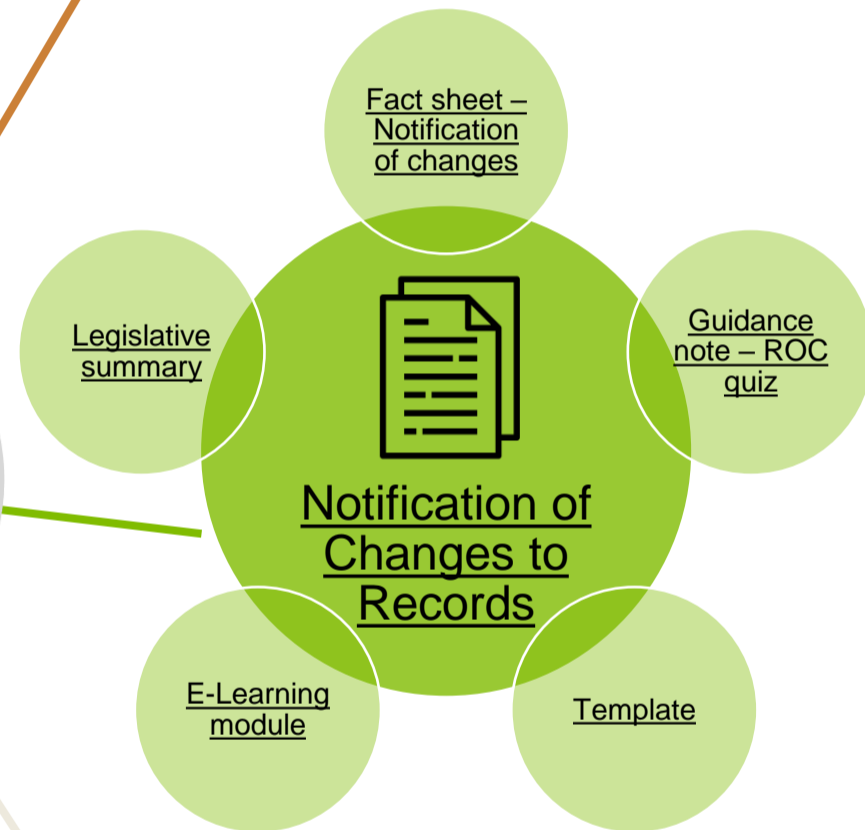 Fact sheet –
Notification
of changes
Legislative
summary
Guidance
note – ROC
quiz
Notification of
Changes to
Records
E-Learning
module
Template